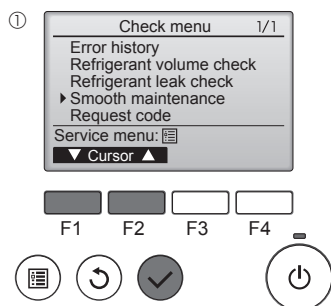 ①
Check menu 1/1
Error history
Refrigerant volume check
Refrigerant leak check
Smooth maintenance
Request code
Service menu:
▼ Cursor ▲
F1 F2 F3 F4